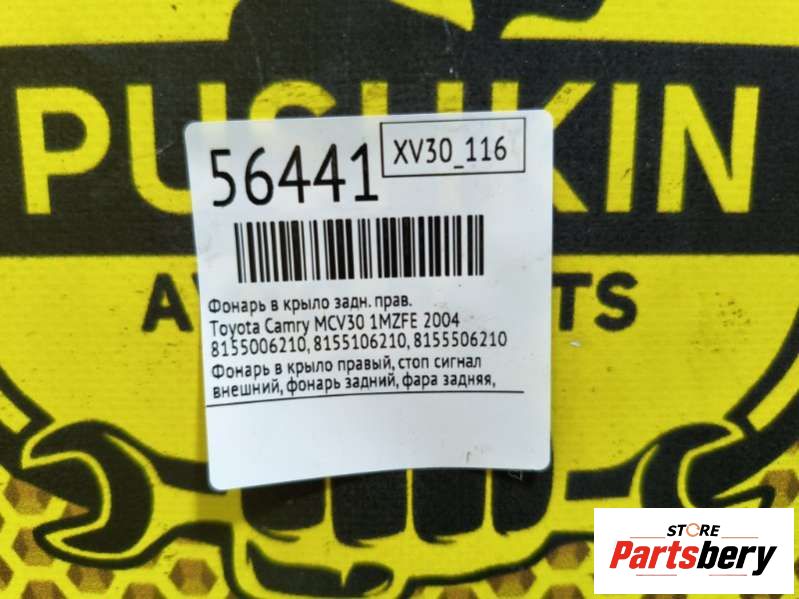 PUSHKIN
56441
XV30_116
Фонарь в крыло задн. прав.
Toyota Camry MCV30 1MZFE 2004
8155006210, 8155106210, 8155506210
Фонарь в крыло правый, стоп сигнал
внешний, фонарь задний, фара задняя,
STORE
Partsbery